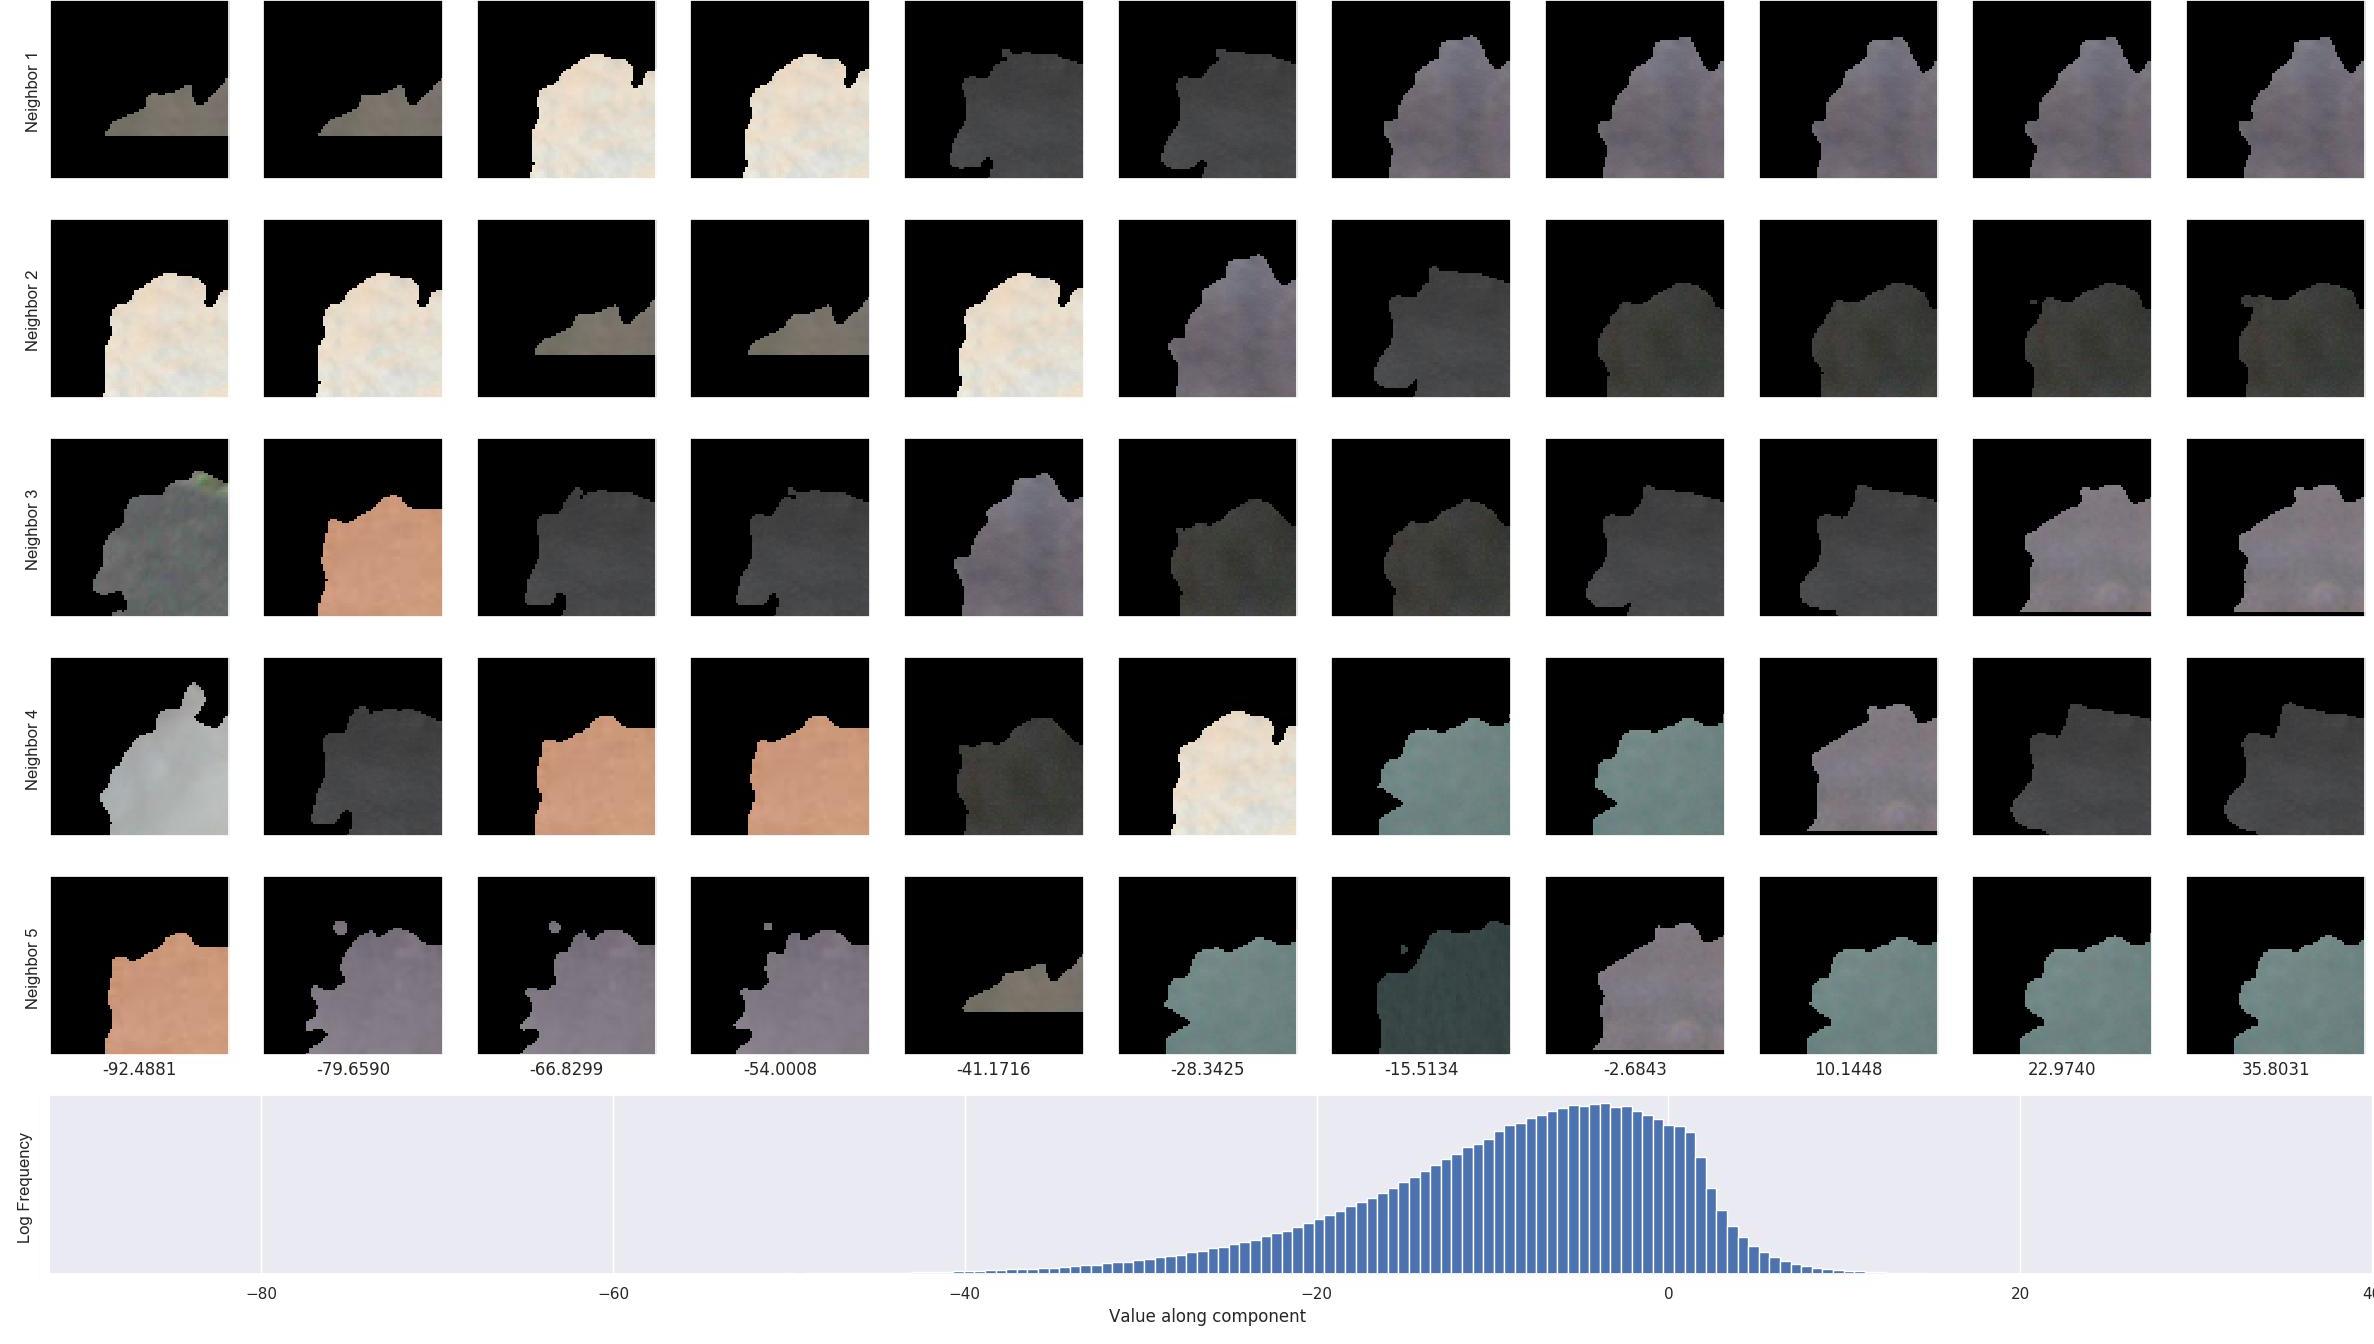 Neighbor 1
Neighbor 2
Neighbor 3
Neighbor 4
Neighbor 5
-92.4881 -79.6590 -66.8299 -54.0008 -41.1716 -28.3425 -15.5134 -2.6843 10.1448 22.9740 35.8031
Log Frequency
−80 −60 −40 −20 0 20
Value along component